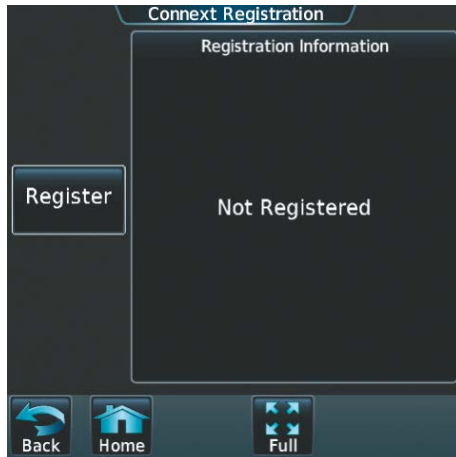 Connext Registration
Registration Information
Register
Not Registered
Back
Home
Full